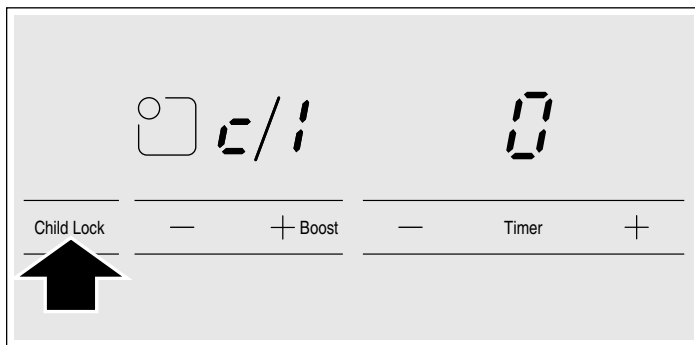 c/1 0
Child Lock — + Boost — Timer +